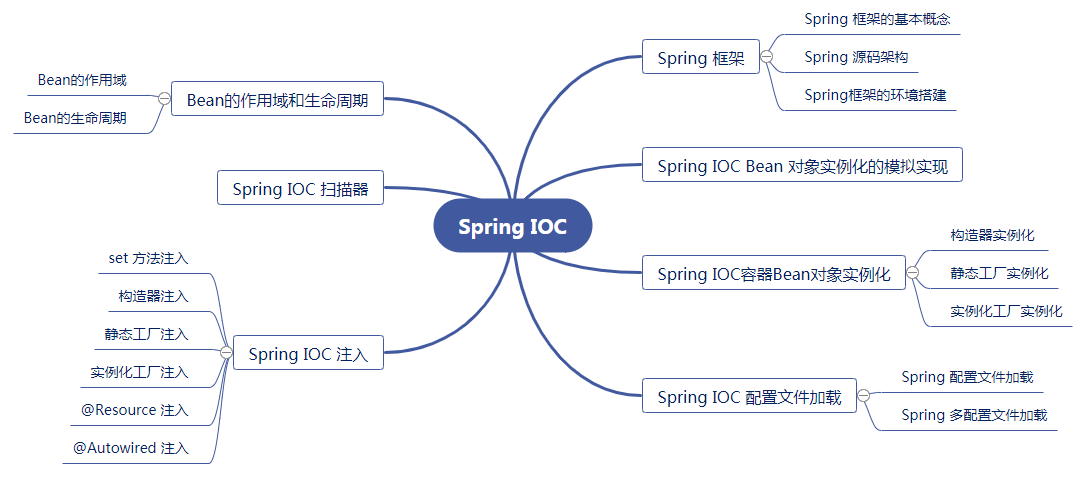 Spring IOC
Spring 框架
Spring 框架的基本概念
Spring 源码架构
Spring框架的环境搭建
Spring IOC Bean 对象实例化的模拟实现
Spring IOC容器Bean对象实例化
构造器实例化
静态工厂实例化
实例化工厂实例化
Spring IOC 配置文件加载
Spring 配置文件加载
Spring 多配置文件加载
Bean的作用域和生命周期
Bean的作用域
Bean的生命周期
Spring IOC 扫描器
Spring IOC 注入
set 方法注入
构造器注入
静态工厂注入
实例化工厂注入
@Resource 注入
@Autowired 注入